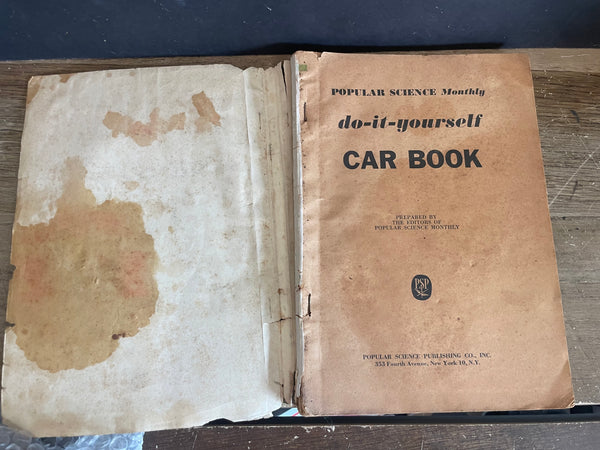 POPULAR SCIENCE Monthly
do-it-yourself
CAR BOOK
PREPARED BY
THE EDITORS OF
POPULAR SCIENCE MONTHLY
PSP
POPULAR SCIENCE PUBLISHING CO., INC.
353 Fourth Avenue, New York 10, N.Y.